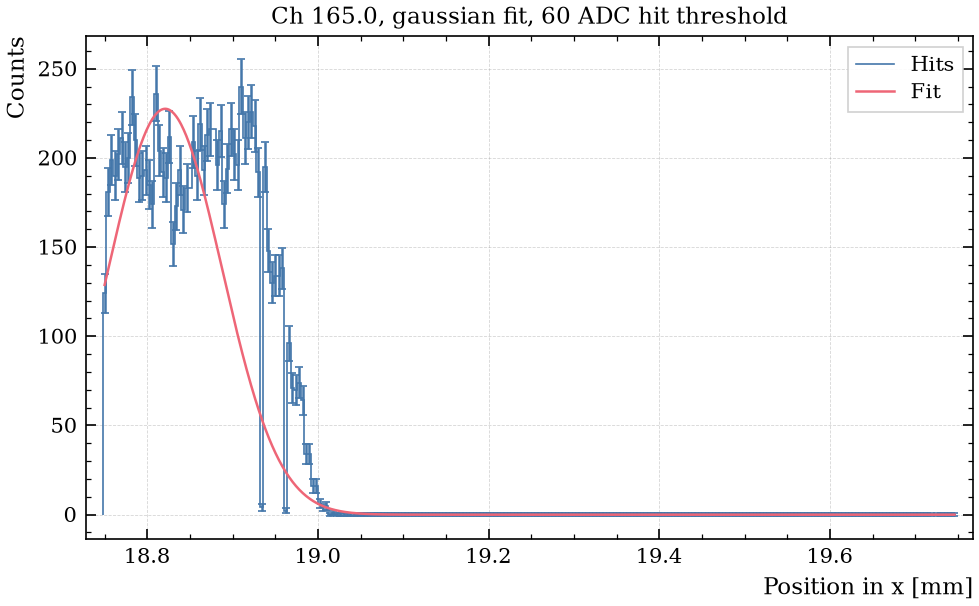 Ch 165.0, gaussian fit, 60 ADC hit threshold
Counts
250
200
150
100
50
0
Hits
Fit
18.8
19.0
19.2
19.4
19.6
Position in x [mm]